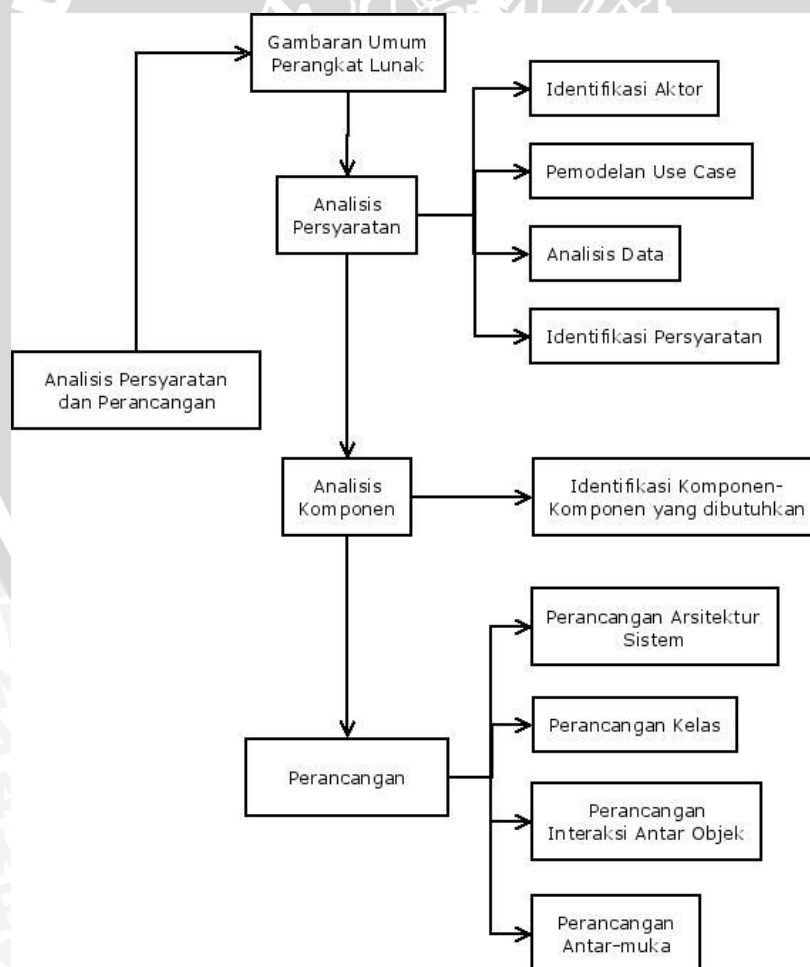 Gambaran Umum
Perangkat Lunak
Identifikasi Aktor
Pemodelan Use Case
Analisis
Persyaratan
Analisis Data
Identifikasi Persyaratan
Analisis Persyaratan
dan Perancangan
Analisis
Komponen
Identifikasi Komponen-
Komponen yang dibutuhkan
Perancangan Arsitektur
Sistem
Perancangan Kelas
Perancangan
Perancangan
Interaksi Antar Objek
Perancangan
Antar-muka